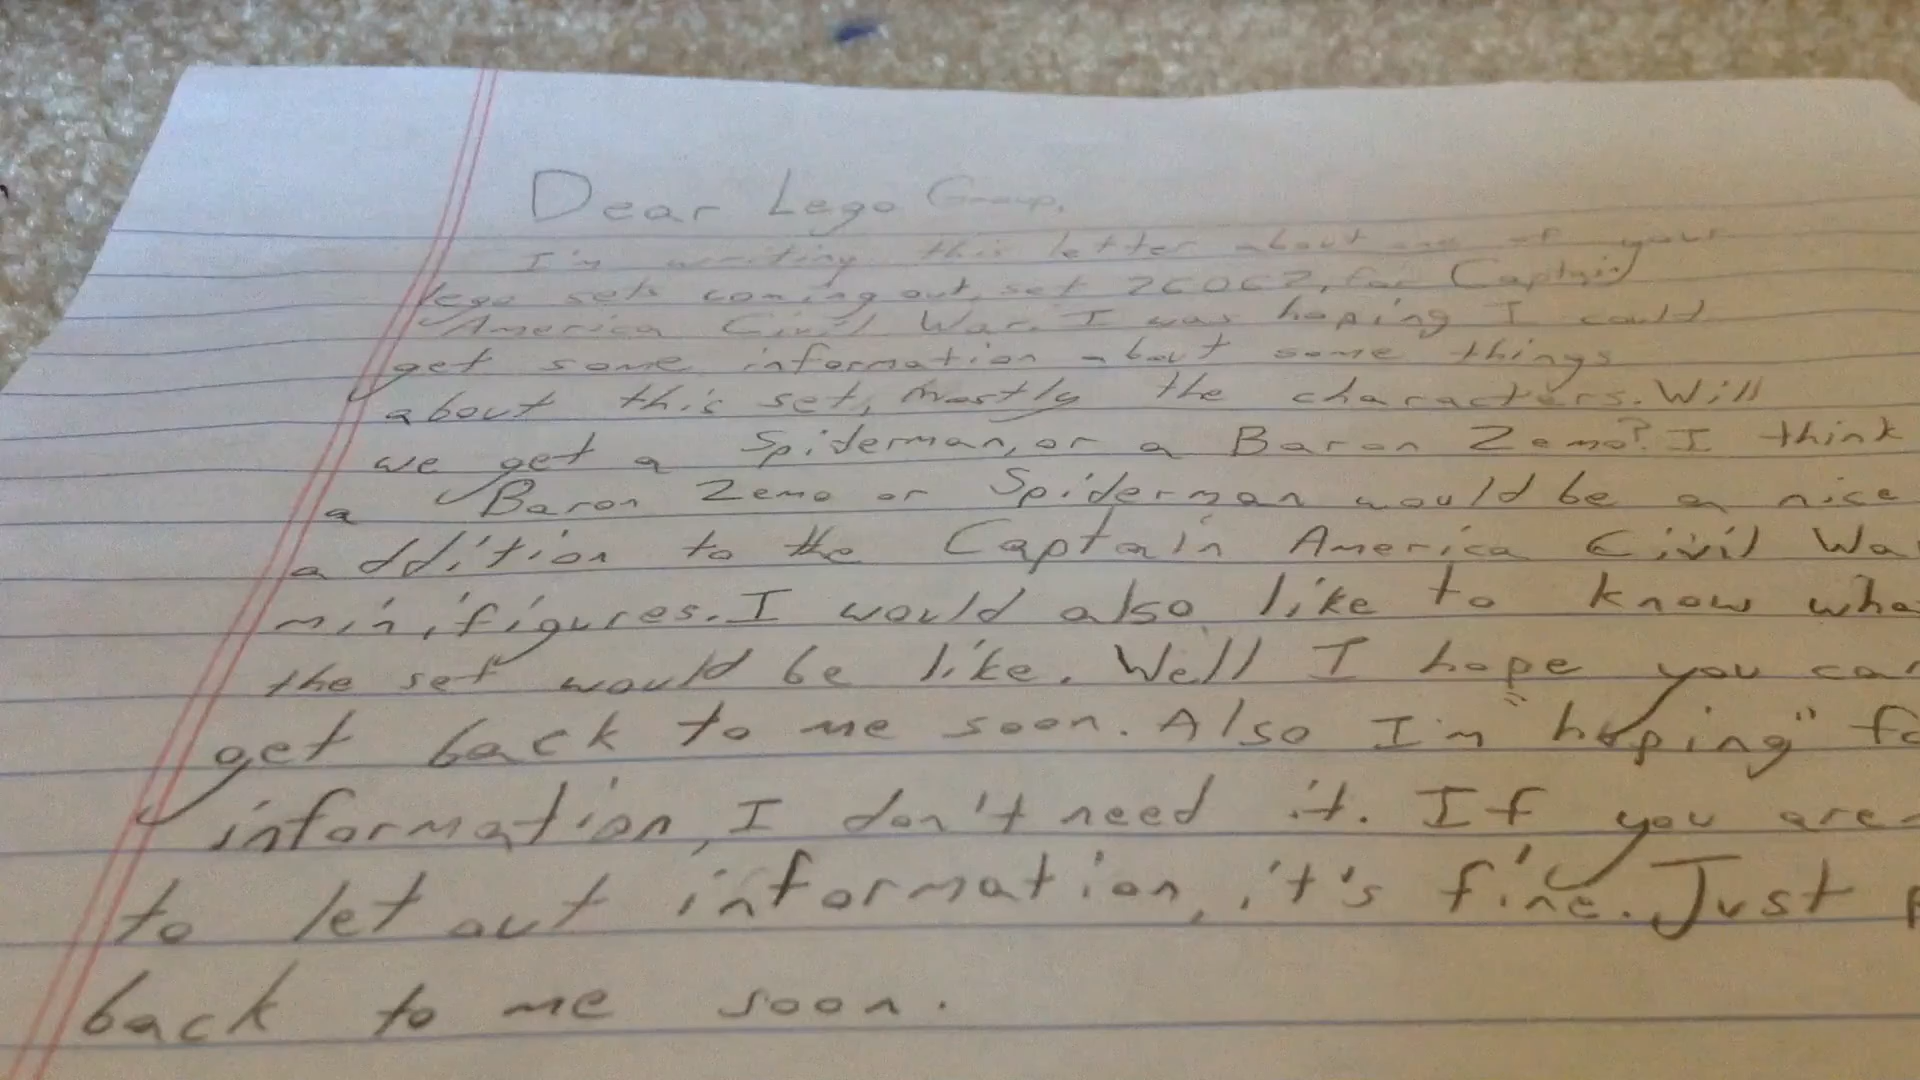 Dear Lego Group,
I'm writing this letter about one of your
lego sets coming out, set for Captain
America Civil War. I was hoping I could
get some information about some things
about this set, mostly the characters. Will
we get a Spiderman, or a Baron Zemo? I think
a Baron Zemo or Spiderman would be a nice
addition to the Captain America Civil Wa
minifigures. I would also like to know wha
the set would be like. Well I hope you can
get back to me soon. Also I'm "hoping" fo
information, I don't need it. If you are
to let out information, it's fine. Just
back to me soon.